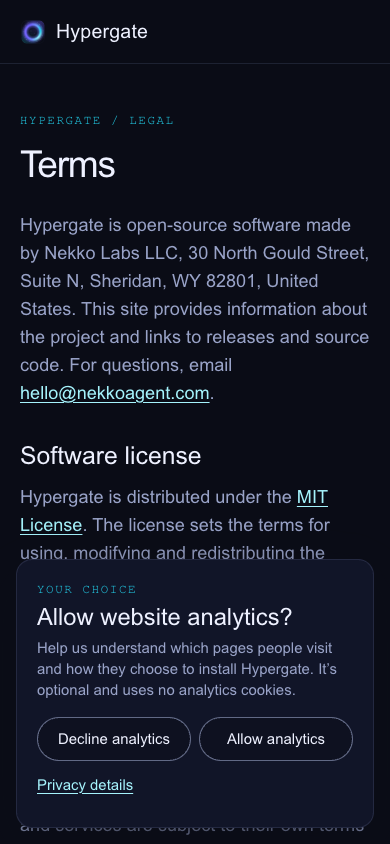 Hypergate
HYPERGATE / LEGAL
Terms
Hypergate is open-source software made
by Nekko Labs LLC, 30 North Gould Street,
Suite N, Sheridan, WY 82801, United
States. This site provides information about
the project and links to releases and source
code. For questions, email
hello@nekkoagent.com.
Software license
Hypergate is distributed under the MIT
License. The license sets the terms for
using, modifying and redistributing the
YOUR CHOICE
Allow website analytics?
Help us understand which pages people visit
and how they choose to install Hypergate. It’s
optional and uses no analytics cookies.
Decline analytics
Allow analytics
Privacy details
and services are subject to their own terms